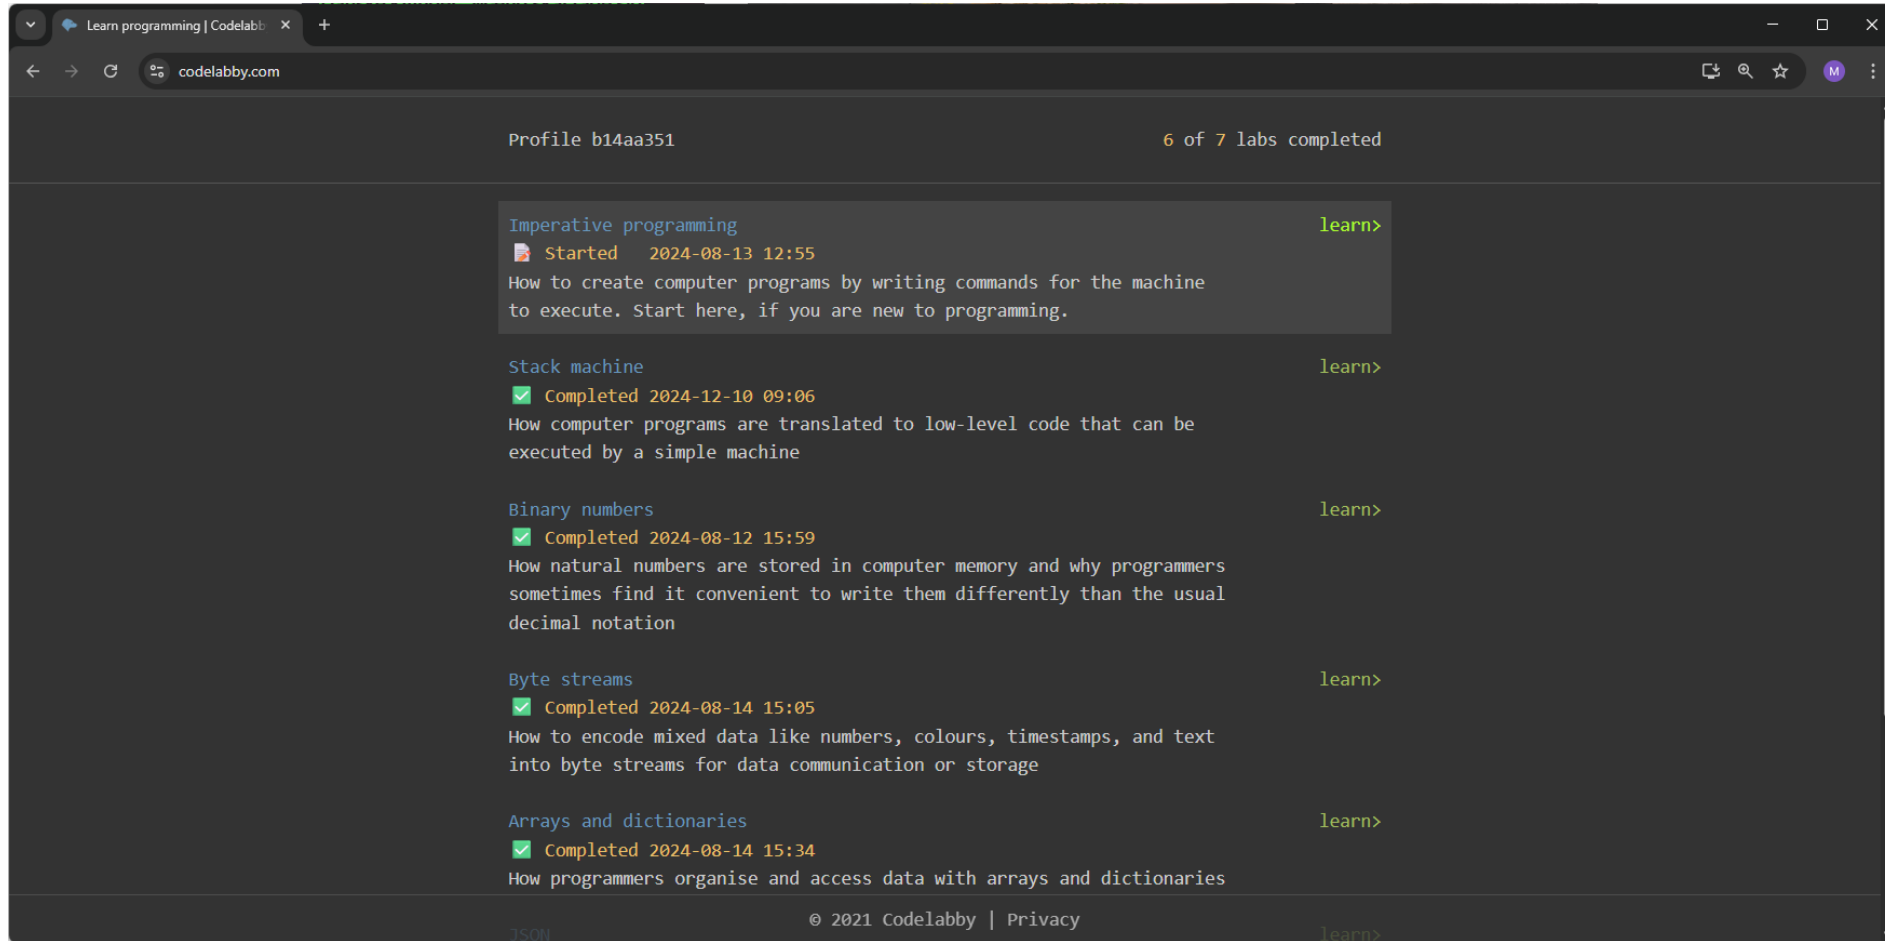 Learn programming | Codelabb
codelabby.com
M
Profile b14aa351
6 of 7 labs completed
Imperative programming
learn>
Started 2024-08-13 12:55
How to create computer programs by writing commands for the machine
to execute. Start here, if you are new to programming.
Stack machine
learn>
Completed 2024-12-10 09:06
How computer programs are translated to low-level code that can be
executed by a simple machine
Binary numbers
learn>
Completed 2024-08-12 15:59
How natural numbers are stored in computer memory and why programmers
sometimes find it convenient to write them differently than the usual
decimal notation
Byte streams
learn>
Completed 2024-08-14 15:05
How to encode mixed data like numbers, colours, timestamps, and text
into byte streams for data communication or storage
Arrays and dictionaries
learn>
Completed 2024-08-14 15:34
How programmers organise and access data with arrays and dictionaries
© 2021 Codelabby | Privacy
JSON
learn>